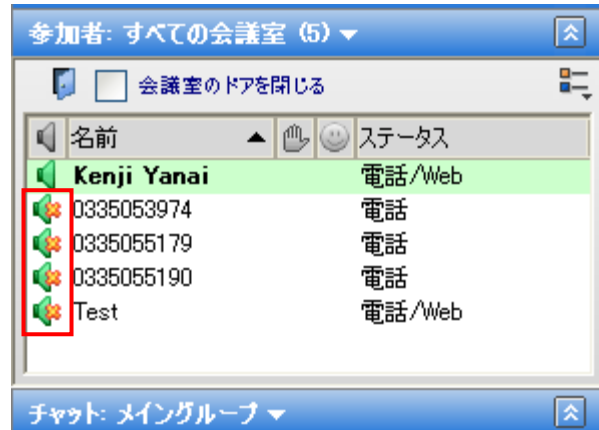 参加者: すべての会議室 (5)
会議室のドアを閉じる
名前 ステータス
Kenji Yanai 電話/Web
0335053974 電話
0335055179 電話
0335055190 電話
Test 電話/Web
チャット: メイングループ